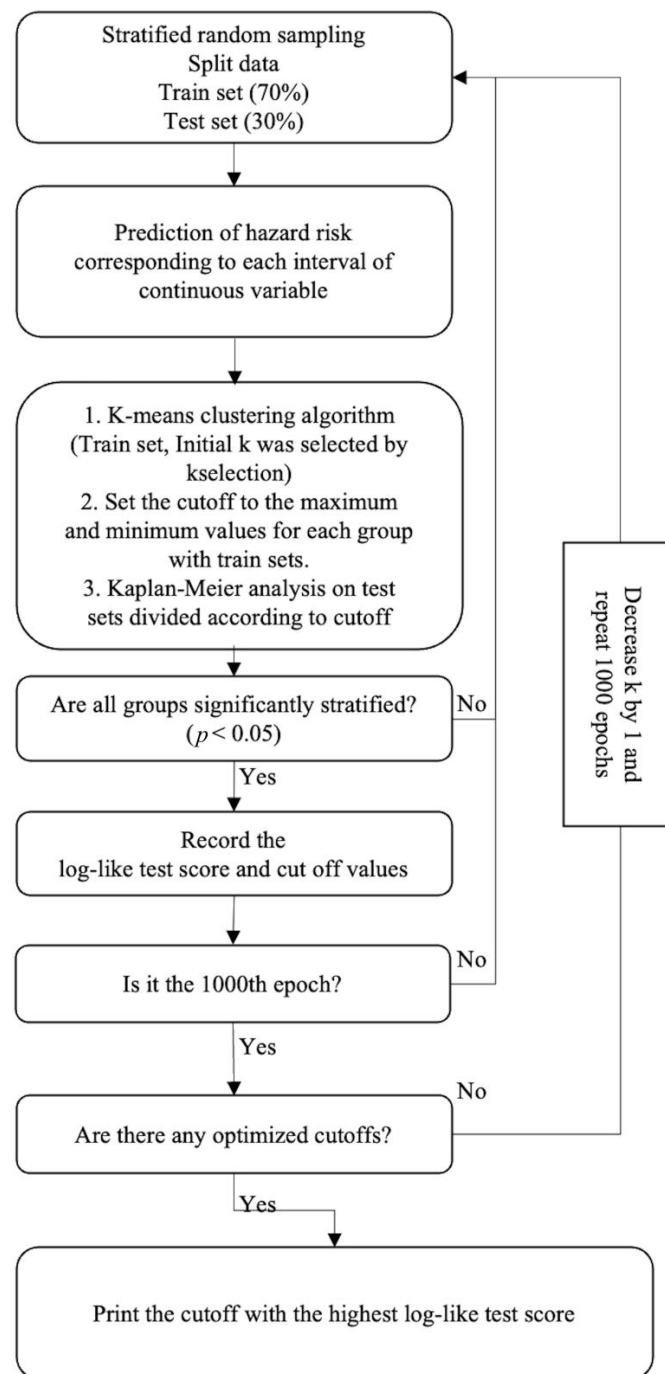 Stratified random sampling
Split data
Train set (70%)
Test set (30%)
Prediction of hazard risk
corresponding to each interval of
continuous variable
1. K-means clustering algorithm
(Train set, Initial k was selected by
kselection)
2. Set the cutoff to the maximum
and minimum values for each group
with train sets.
3. Kaplan-Meier analysis on test
sets divided according to cutoff
Are all groups significantly stratified?
(p < 0.05)
No
Yes
Record the
log-like test score and cut off values
Is it the 1000th epoch?
No
Yes
Are there any optimized cutoffs?
No
Yes
Decrease k by 1 and
repeat 1000 epochs
Print the cutoff with the highest log-like test score